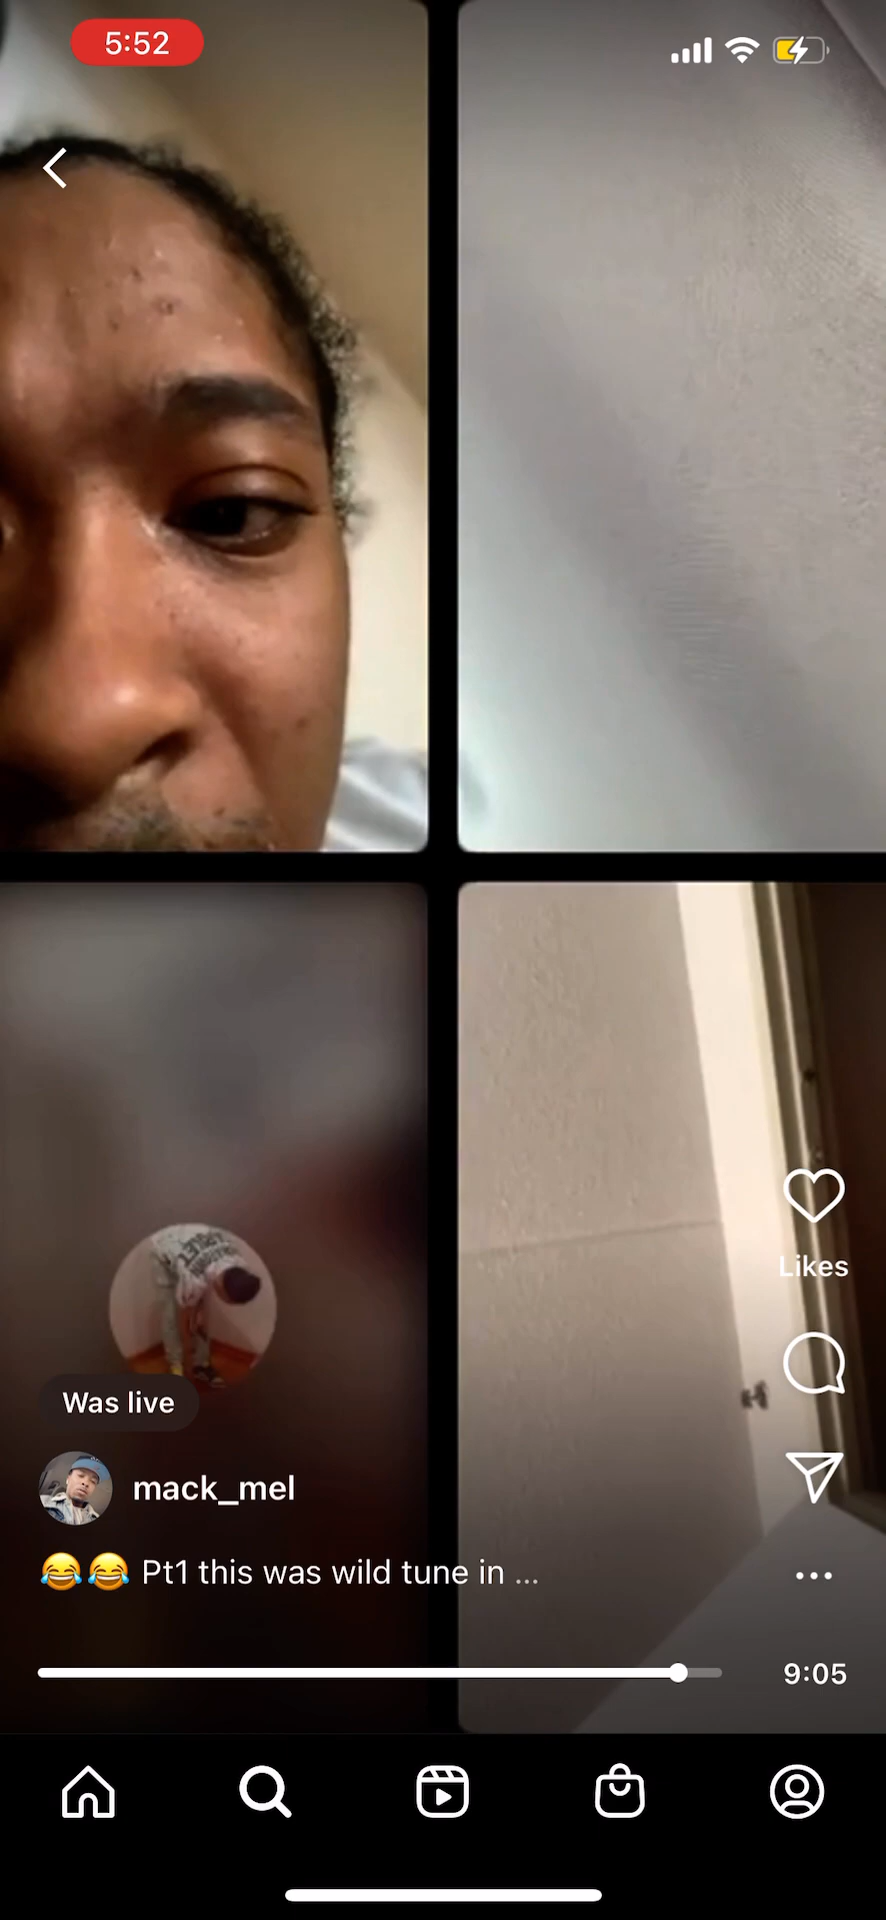 5:52
Was live
mack_mel
😂😂 Pt1 this was wild tune in ...
Likes
9:05